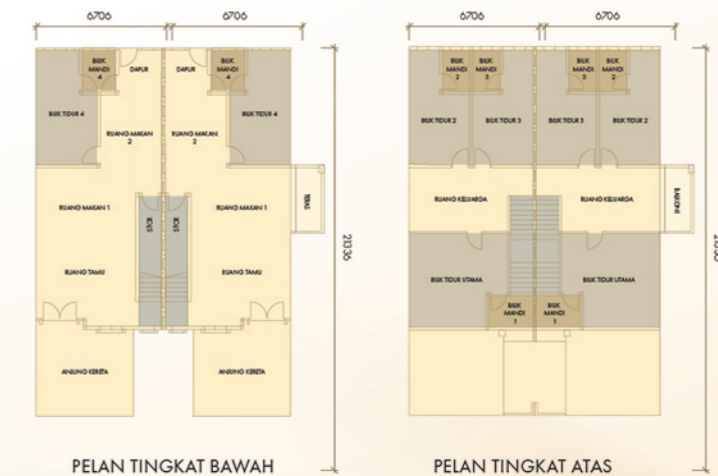 6706
6706
6706
6706
BILIK
MANDI
4
DAPUR
DAPUR
BILIK
MANDI
4
BILIK TIDUR 4
RUANG MAKAN
2
RUANG MAKAN
2
BILIK TIDUR 4
RUANG MAKAN 1
STOR
STOR
RUANG MAKAN 1
TERAS
RUANG TAMU
RUANG TAMU
ANJUNG KERETA
ANJUNG KERETA
21336
PELAN TINGKAT BAWAH
BILIK
MANDI
2
BILIK
MANDI
3
BILIK
MANDI
3
BILIK
MANDI
2
BILIK TIDUR 2
BILIK TIDUR 3
BILIK TIDUR 3
BILIK TIDUR 2
RUANG KELUARGA
RUANG KELUARGA
BALKONI
BILIK TIDUR UTAMA
BILIK TIDUR UTAMA
BILIK
MANDI
1
BILIK
MANDI
1
21336
PELAN TINGKAT ATAS